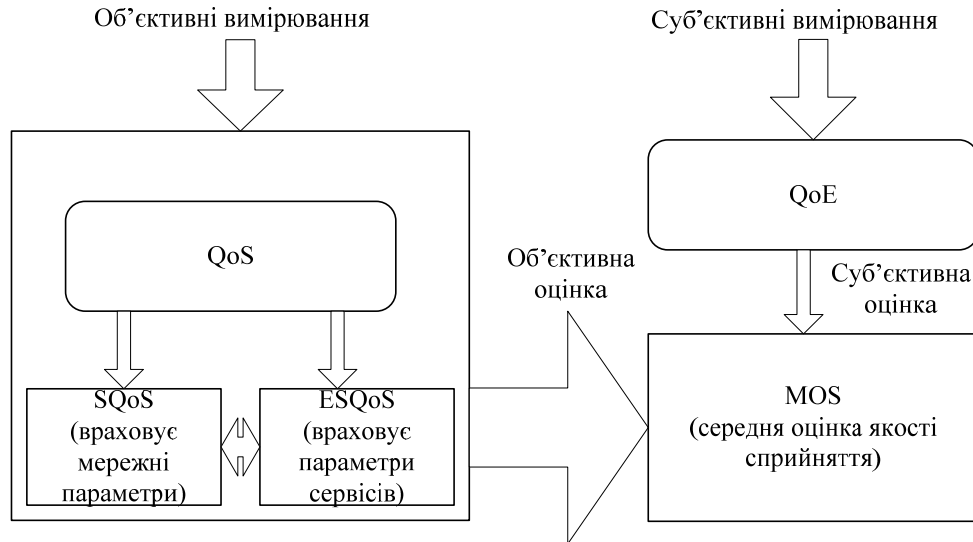 Об’єктивні вимірювання
Суб’єктивні вимірювання
QoS
QoE
Об’єктивна
оцінка
Суб’єктивна
оцінка
SQoS
(враховує
мережні
параметри)
ESQoS
(враховує
параметри
сервісів)
MOS
(середня оцінка якості
сприйняття)